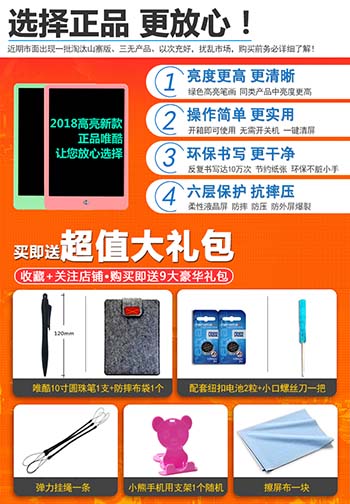 选择正品 更放心！
近期市面出现一批淘汰山寨版、三无产品、以次充好，扰乱市场，购买前务必详细了解！
2018高亮新款
正品唯酷
让您放心选择
1 亮度更高 更清晰
绿色高亮笔画 同类产品中亮度更高
2 操作简单 更实用
开箱即可使用 无需开关机 一键清屏
3 环保书写 更干净
反复书写达10万次 节约纸张 环保不脏小手
4 六层保护 抗摔压
柔性液晶屏 防摔 防压 防外屏爆裂
买即送超值大礼包
收藏+关注店铺•购买即送9大豪华礼包
120mm
唯酷10寸圆珠笔1支+防摔布袋1个
配套纽扣电池2粒+小口螺丝刀一把
弹力挂绳一条
小熊手机用支架1个随机
擦屏布一块